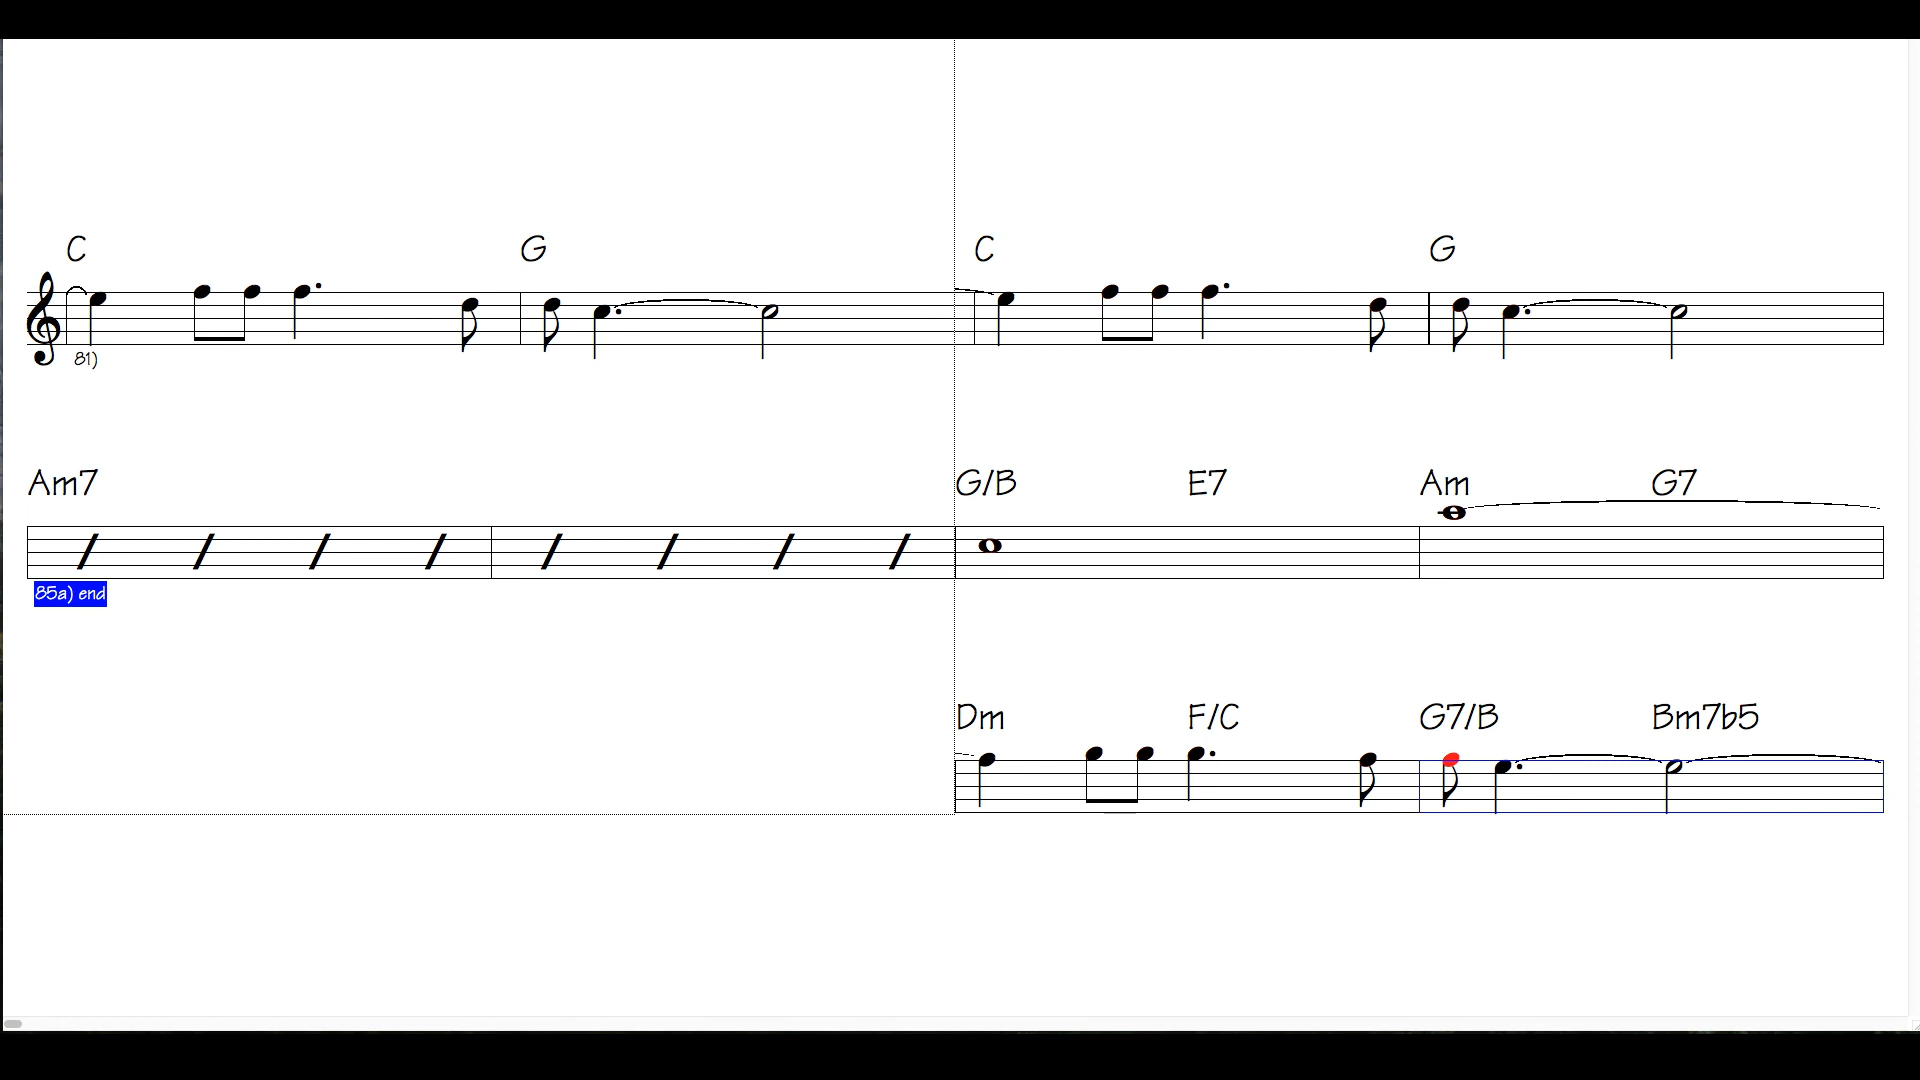 C G C G
81)
Am7 G/B E7 Am G7
85a) end
Dm F/C G7/B Bm7b5